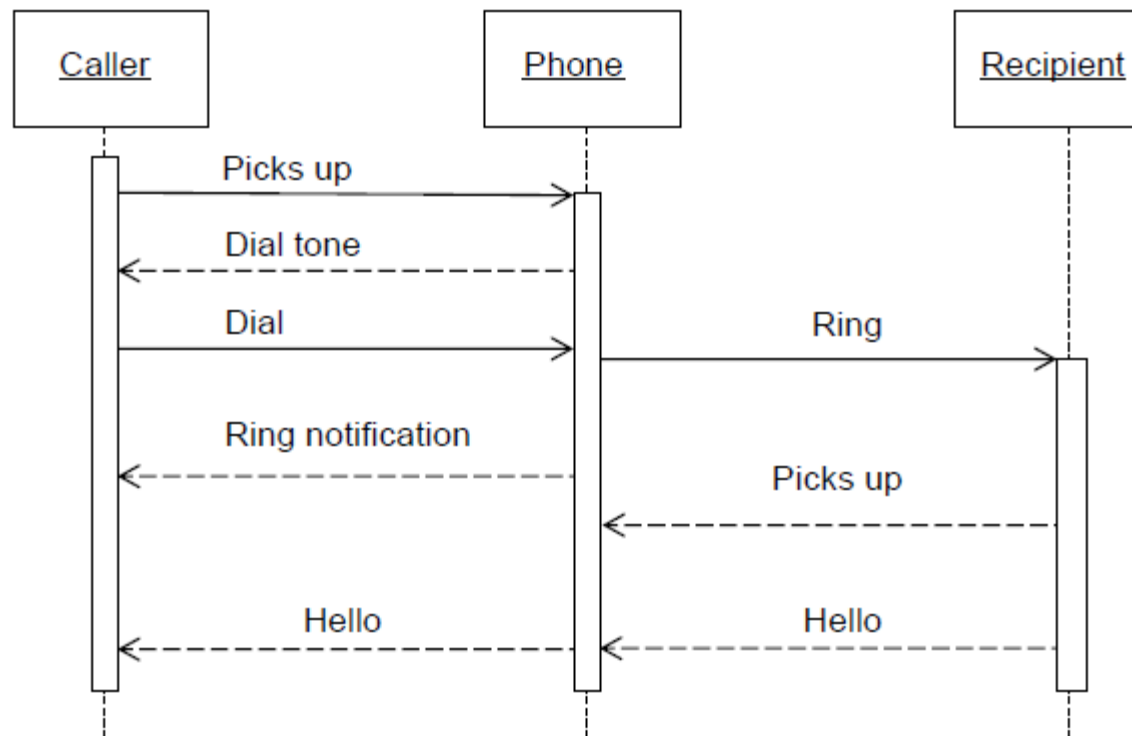 Caller
Phone
Recipient
Picks up
Dial tone
Dial
Ring
Ring notification
Picks up
Hello
Hello